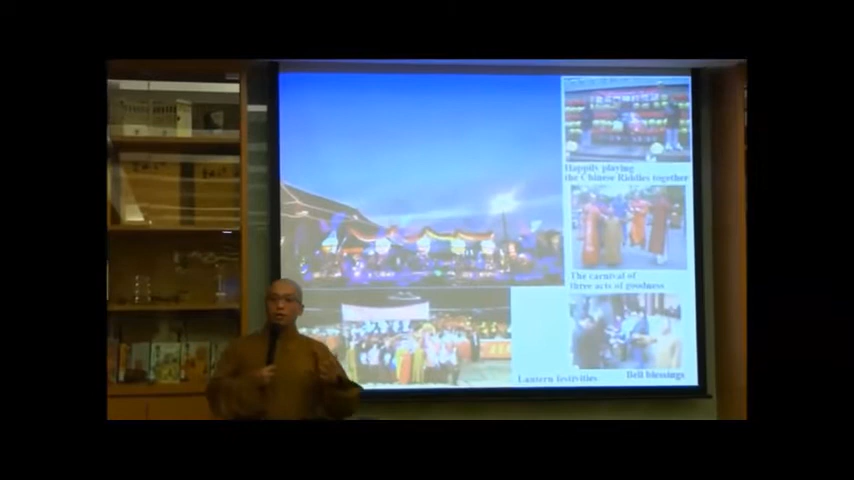 Happily playing
the Chinese Riddles together
The carnival of
three acts of goodness
Lantern festivities
Bell blessings